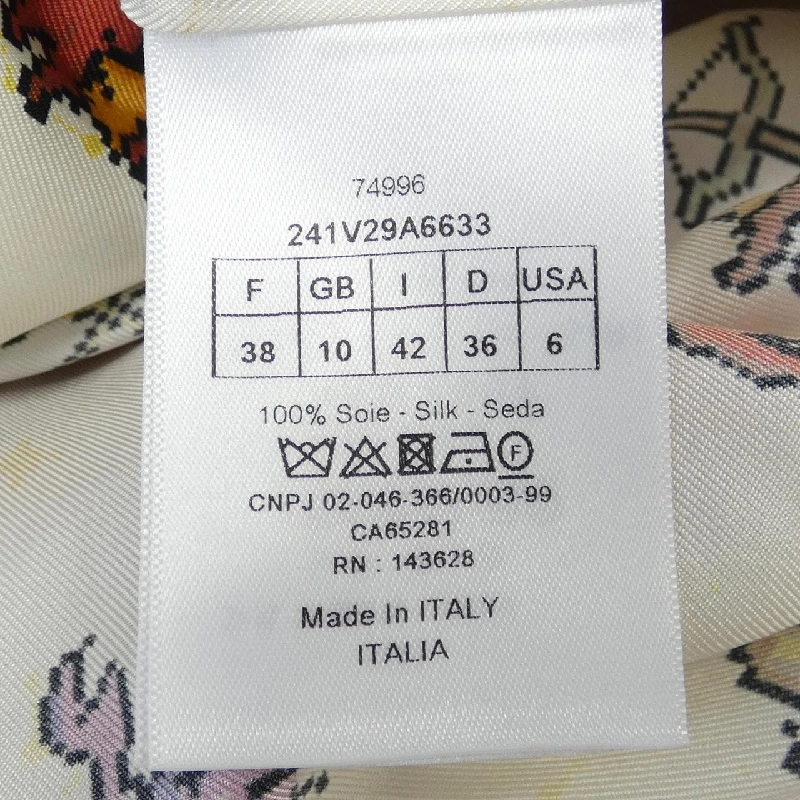 74996
241V29A6633
F GB I D USA
38 10 42 36 6
100% Soie - Silk - Seda
F
CNPJ 02-046-366/0003-99
CA65281
RN : 143628
Made In ITALY
ITALIA